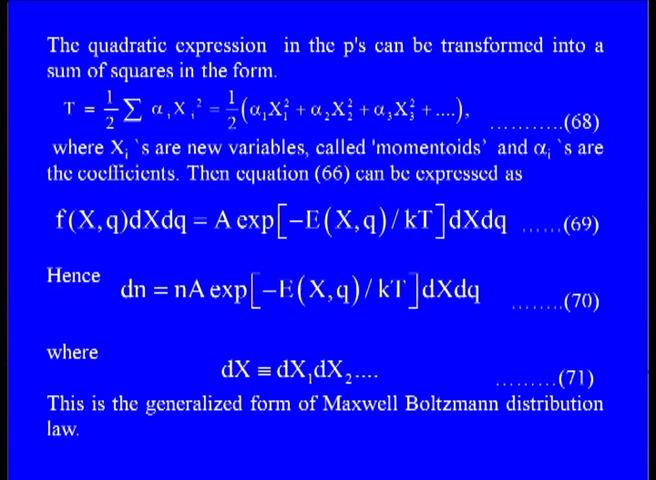 The quadratic expression in the p's can be transformed into a
sum of squares in the form.
T = 1/2 ∑ αᵢXᵢ² = 1/2 (α₁X₁² + α₂X₂² + α₃X₃² + ....), ...........(68)
where Xᵢ `s are new variables, called 'momentoids' and αᵢ `s are
the coefficients. Then equation (66) can be expressed as
f(X,q)dXdq = A exp[−E(X,q)/kT]dXdq ......(69)
Hence
dn = nA exp[−E(X,q)/kT]dXdq ........(70)
where
dX ≡ dX₁dX₂.... .........(71)
This is the generalized form of Maxwell Boltzmann distribution
law.